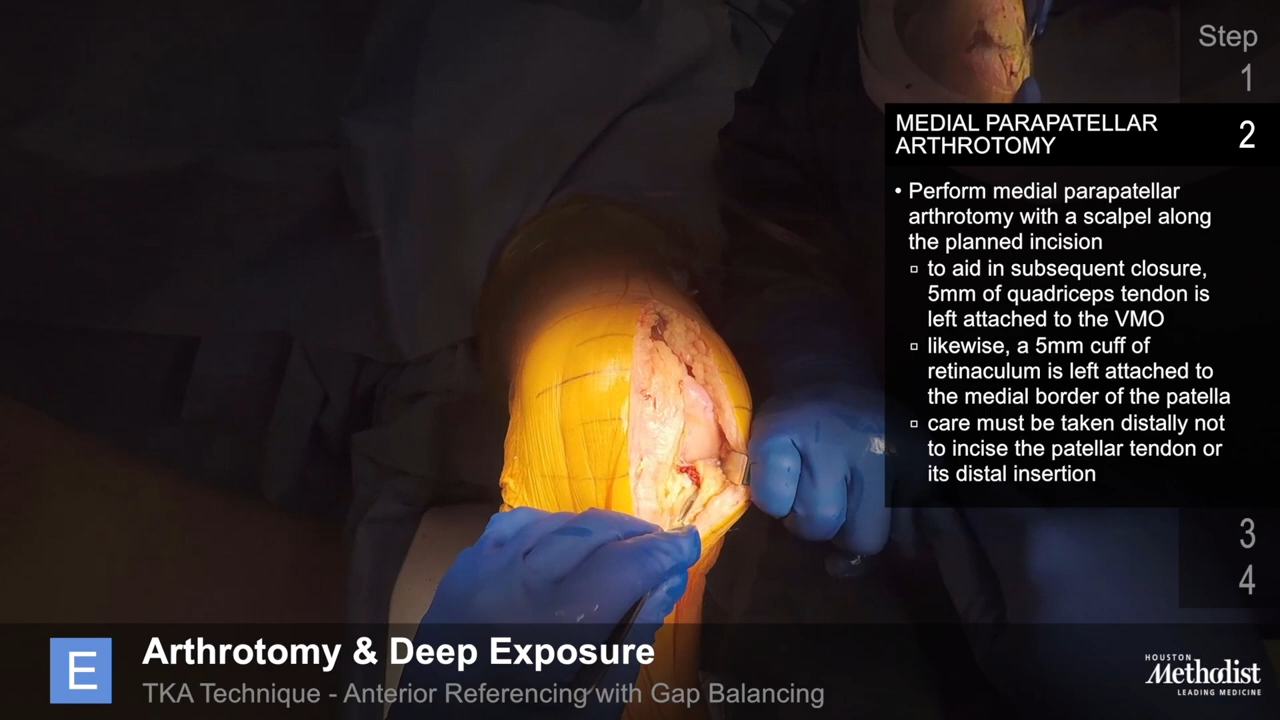 Step
1
MEDIAL PARAPATELLAR
ARTHROTOMY
2
• Perform medial parapatellar
arthrotomy with a scalpel along
the planned incision
▫ to aid in subsequent closure,
5mm of quadriceps tendon is
left attached to the VMO
▫ likewise, a 5mm cuff of
retinaculum is left attached to
the medial border of the patella
▫ care must be taken distally not
to incise the patellar tendon or
its distal insertion
3
4
E
Arthrotomy & Deep Exposure
TKA Technique - Anterior Referencing with Gap Balancing
HOUSTON
Methodist
LEADING MEDICINE